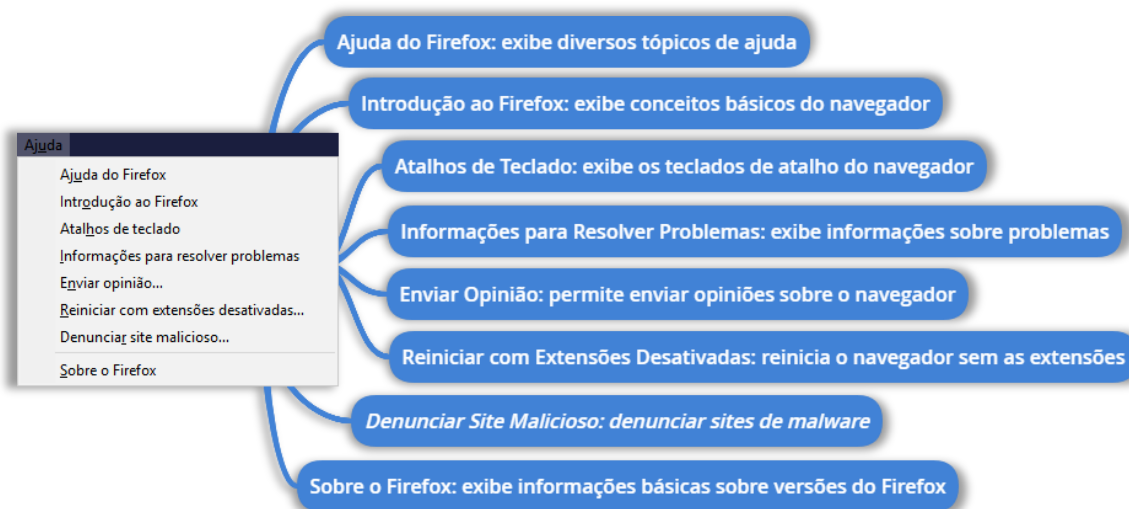 Ajuda
Ajuda do Firefox
Introdução ao Firefox
Atalhos de teclado
Informações para resolver problemas
Enviar opinião...
Reiniciar com extensões desativadas...
Denunciar site malicioso...
Sobre o Firefox
Ajuda do Firefox: exibe diversos tópicos de ajuda
Introdução ao Firefox: exibe conceitos básicos do navegador
Atalhos de Teclado: exibe os teclados de atalho do navegador
Informações para Resolver Problemas: exibe informações sobre problemas
Enviar Opinião: permite enviar opiniões sobre o navegador
Reiniciar com Extensões Desativadas: reinicia o navegador sem as extensões
Denunciar Site Malicioso: denunciar sites de malware
Sobre o Firefox: exibe informações básicas sobre versões do Firefox